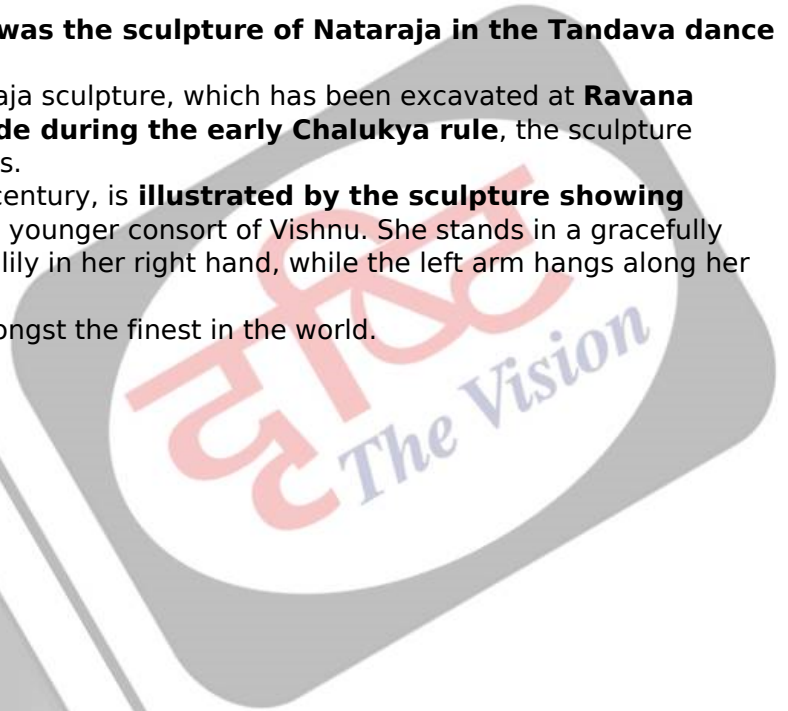 was the sculpture of Nataraja in the Tandava dance
aja sculpture, which has been excavated at Ravana
de during the early Chalukya rule, the sculpture
s.
century, is illustrated by the sculpture showing
younger consort of Vishnu. She stands in a gracefully
lily in her right hand, while the left arm hangs along her
ongst the finest in the world.
दृष्टि
The Vision